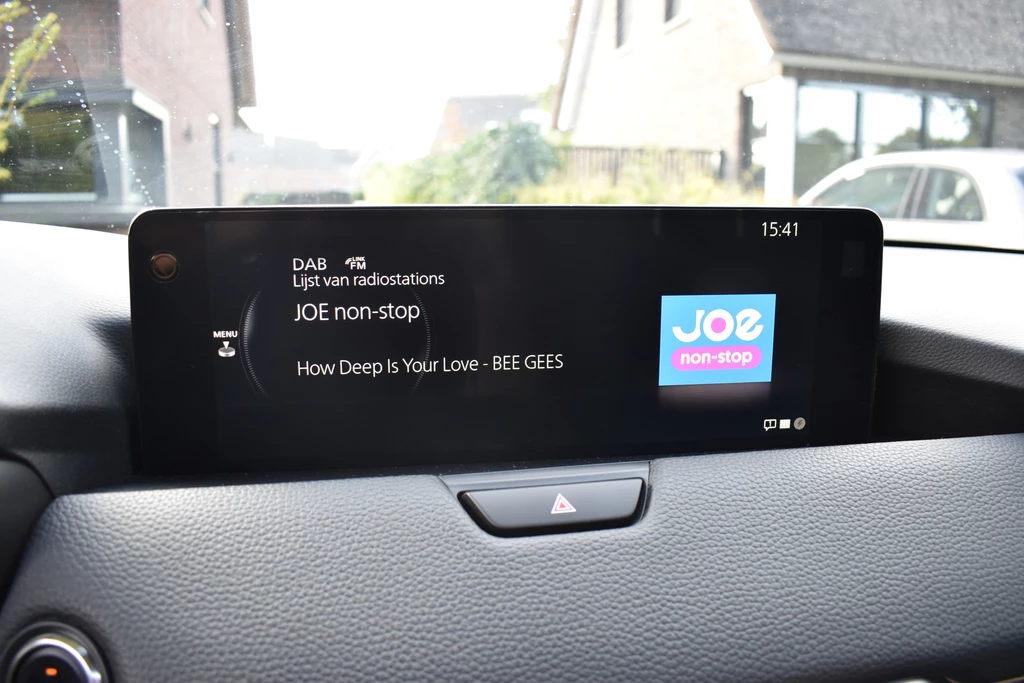 15:41
DAB LINK FM
Lijst van radiostations
JOE non-stop
MENU
How Deep Is Your Love - BEE GEES
JOe
non-stop